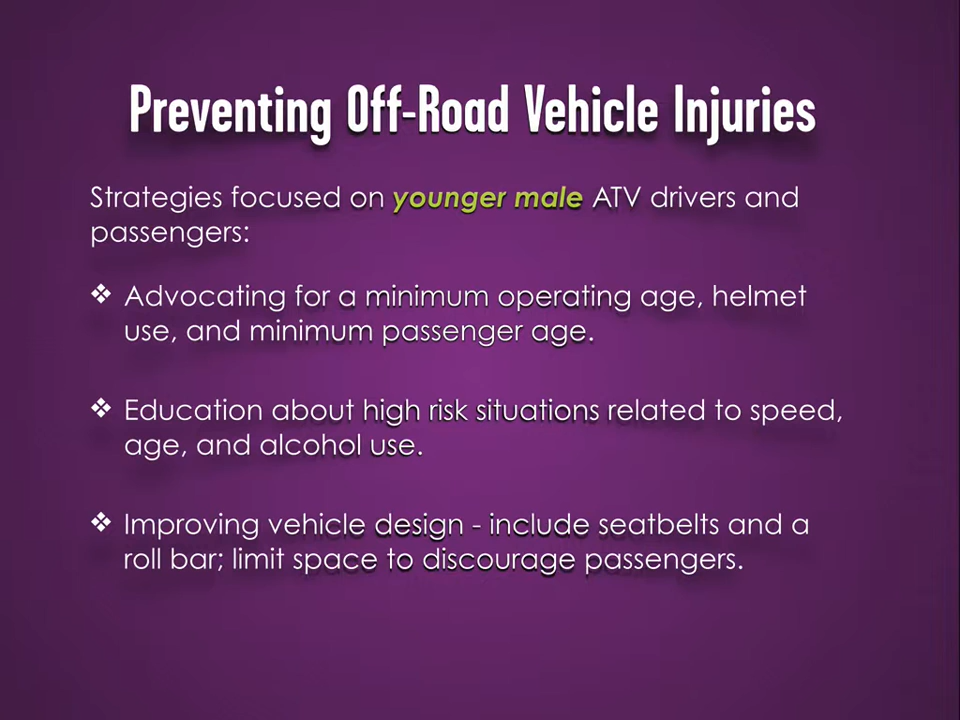 Preventing Off-Road Vehicle Injuries
Strategies focused on younger male ATV drivers and
passengers:
❖ Advocating for a minimum operating age, helmet
use, and minimum passenger age.
❖ Education about high risk situations related to speed,
age, and alcohol use.
❖ Improving vehicle design - include seatbelts and a
roll bar; limit space to discourage passengers.